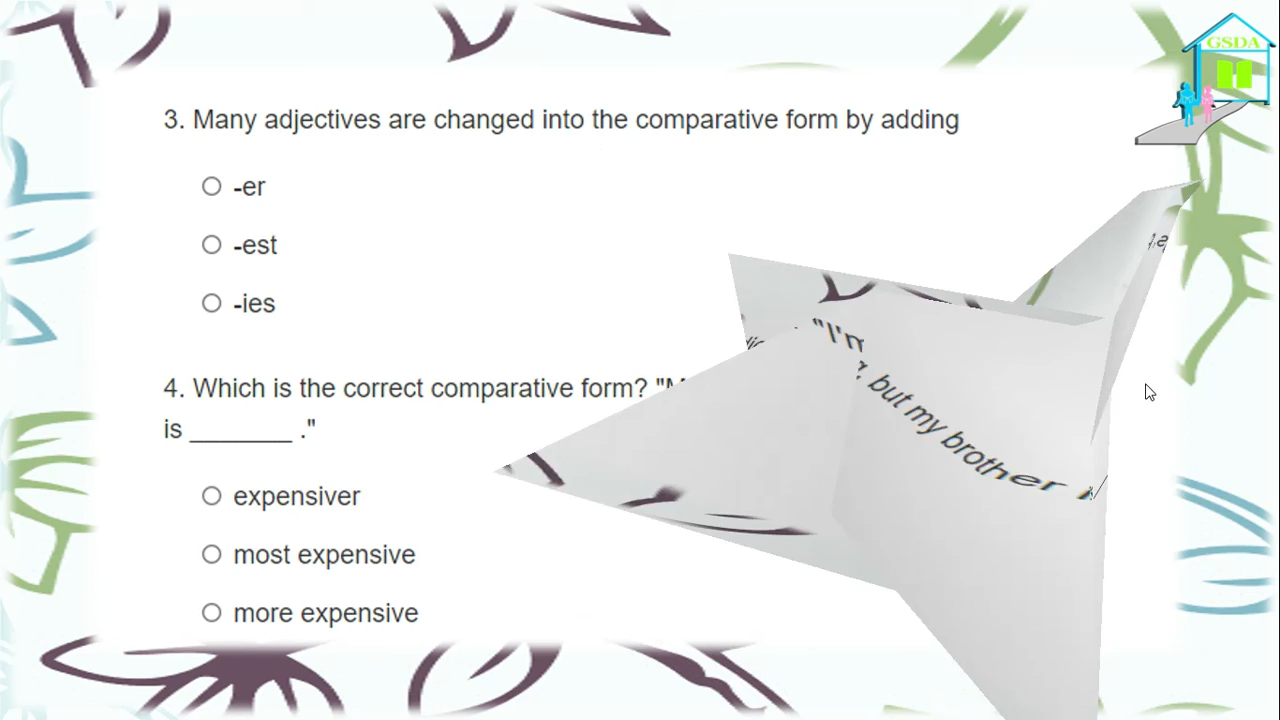 GSDA
3. Many adjectives are changed into the comparative form by adding
-er
-est
-ies
4. Which is the correct comparative form? "
is _______ ."
expensiver
most expensive
more expensive
"I'm
, but my brother